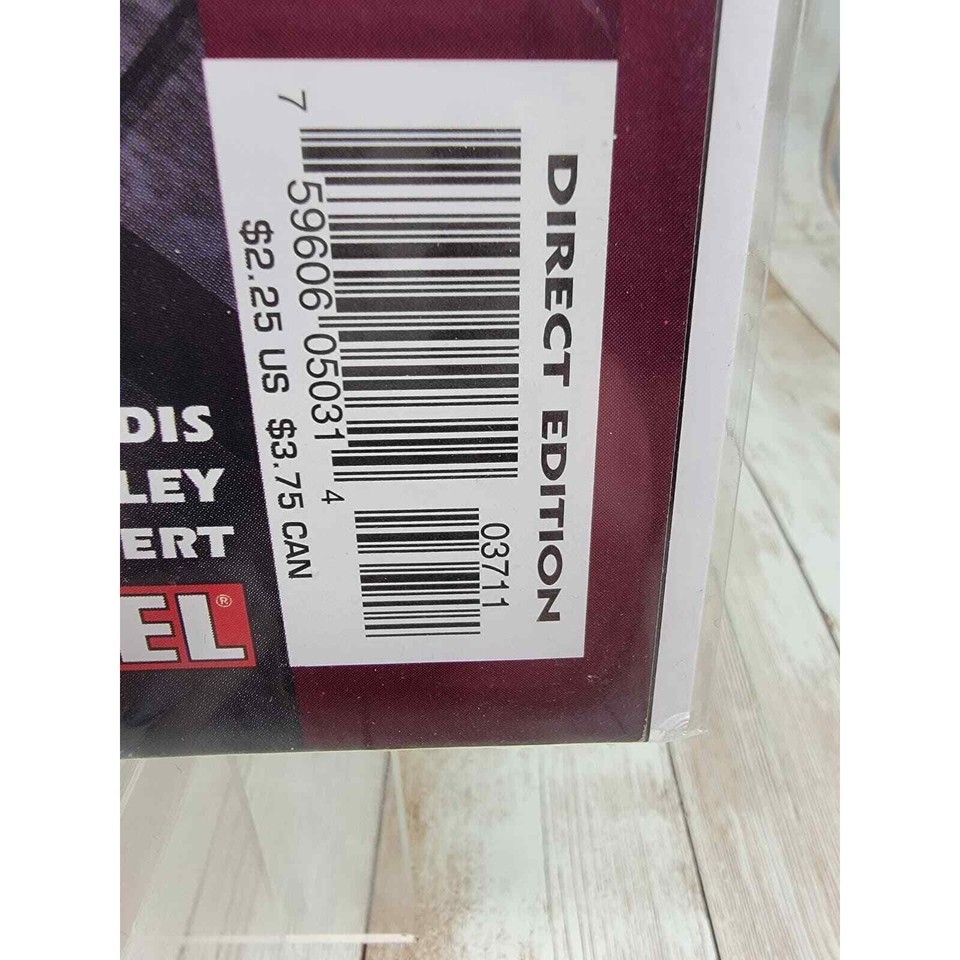 DIRECT EDITION
03711
7 59606 05031 4
$2.25 US $3.75 CAN
DIS
LEY
ERT
EL®